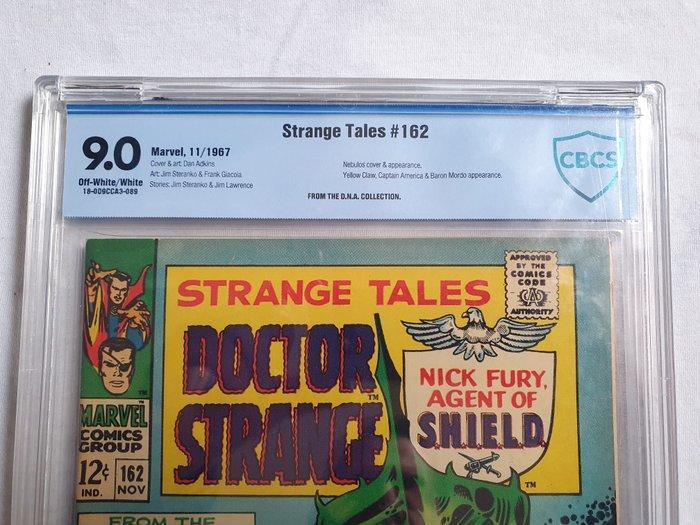 Strange Tales #162
9.0
Off-White/White
18-0D9CCA3-089
Marvel, 11/1967
Cover & art: Dan Adkins
Art: Jim Steranko & Frank Giacoia
Stories: Jim Steranko & Jim Lawrence
Nebulos cover & appearance.
Yellow Claw, Captain America & Baron Mordo appearance.
FROM THE D.N.A. COLLECTION.
CBCS
APPROVED
BY THE
COMICS
CODE
CA
AUTHORITY
STRANGE TALES
DOCTOR
STRANGE
TM
NICK FURY,
AGENT OF
S.H.I.E.L.D.
TM
MARVEL
COMICS
GROUP
12¢
IND.
162
NOV
FROM THE